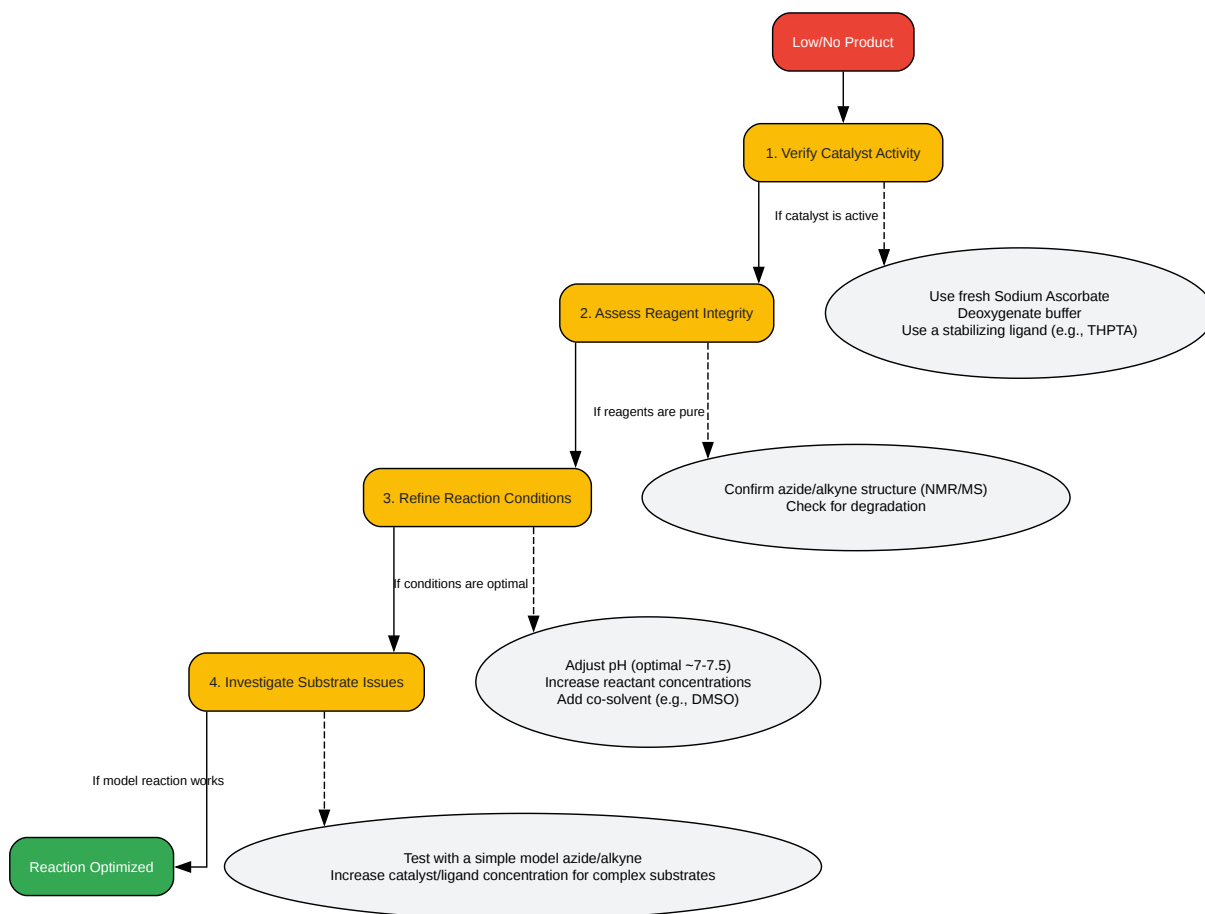 Low/No Product
1. Verify Catalyst Activity
If catalyst is active
Use fresh Sodium Ascorbate
Deoxygenate buffer
Use a stabilizing ligand (e.g., THPTA)
2. Assess Reagent Integrity
If reagents are pure
Confirm azide/alkyne structure (NMR/MS)
Check for degradation
3. Refine Reaction Conditions
If conditions are optimal
Adjust pH (optimal ~7-7.5)
Increase reactant concentrations
Add co-solvent (e.g., DMSO)
4. Investigate Substrate Issues
If model reaction works
Test with a simple model azide/alkyne
Increase catalyst/ligand concentration for complex substrates
Reaction Optimized